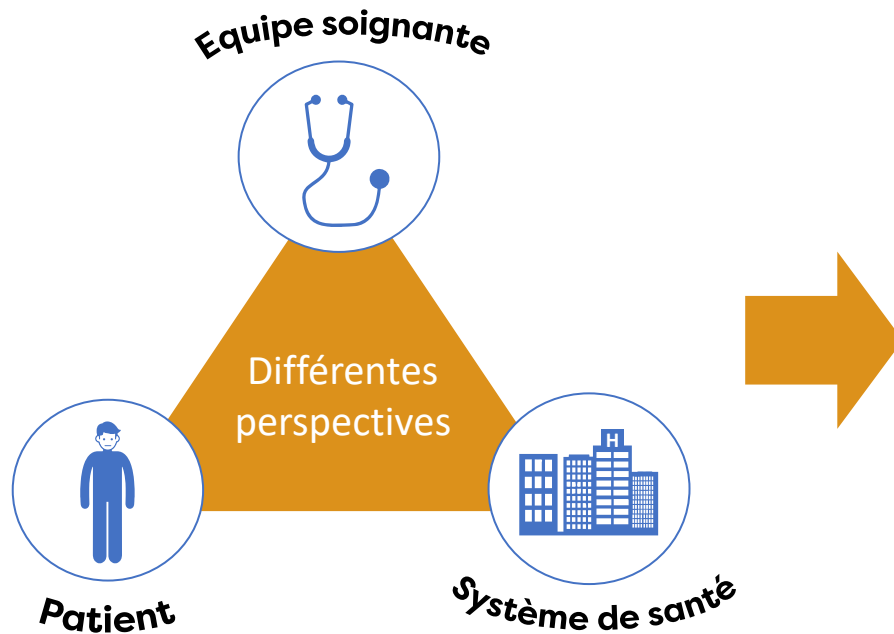 Equipe soignante
Différentes
perspectives
H
Patient
Système de santé